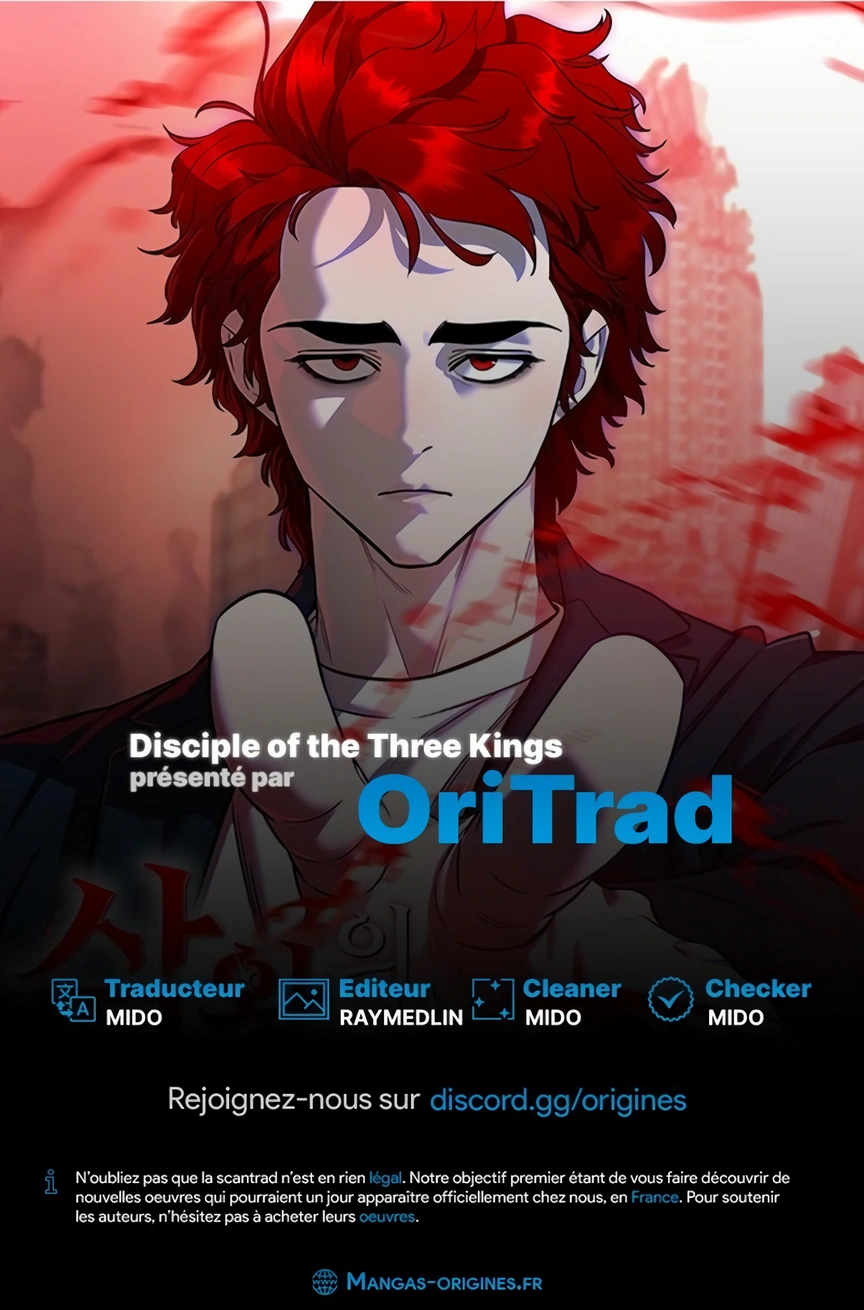 Disciple of the Three Kings
présenté par
OriTrad
Traducteur
MIDO
Editeur
RAYMEDLIN
Cleaner
MIDO
Checker
MIDO
Rejoignez-nous sur discord.gg/origines
N'oubliez pas que la scantrad n'est en rien légal. Notre objectif premier étant de vous faire découvrir de
nouvelles oeuvres qui pourraient un jour apparaître officiellement chez nous, en France. Pour soutenir
les auteurs, n'hésitez pas à acheter leurs oeuvres.
MANGAS-ORIGINES.FR